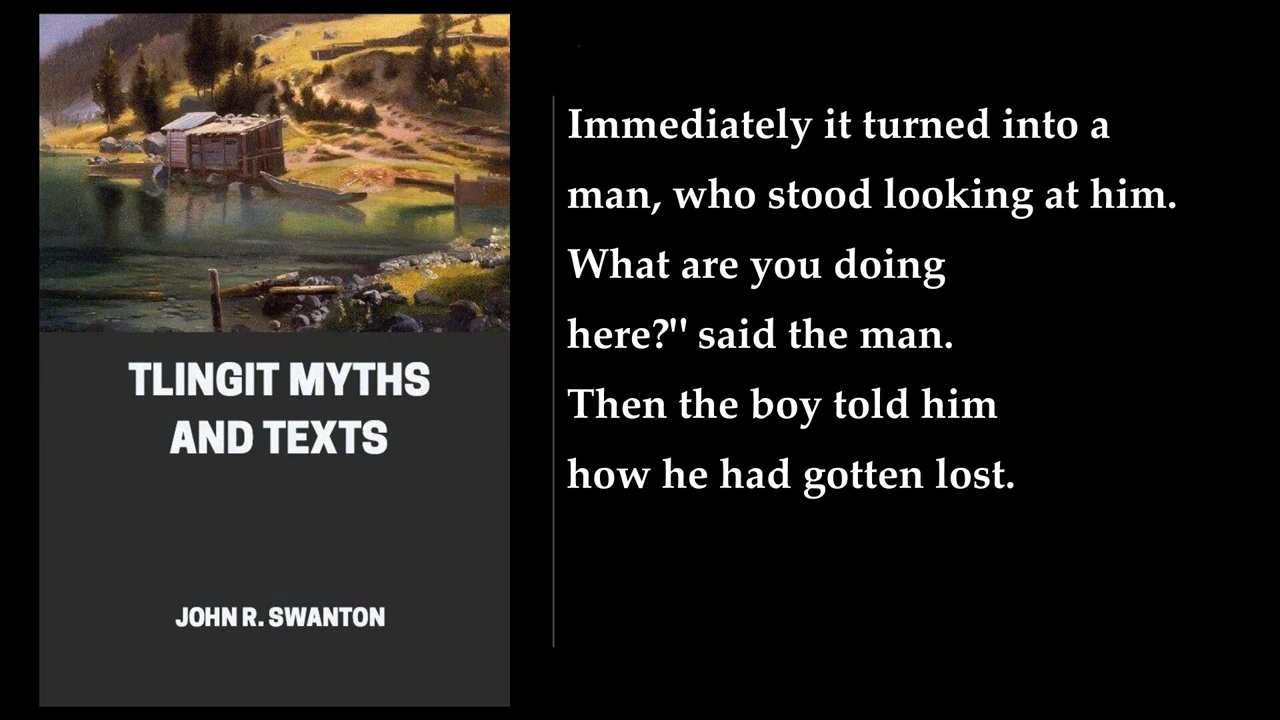 TLINGIT MYTHS
AND TEXTS
JOHN R. SWANTON
Immediately it turned into a
man, who stood looking at him.
What are you doing
here?" said the man.
Then the boy told him
how he had gotten lost.